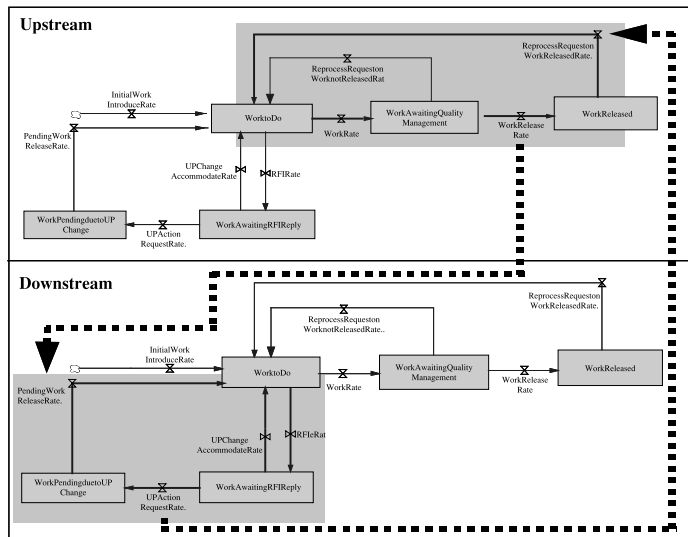 Upstream
ReprocessRequeston
WorkReleasedRate.
ReprocessRequeston
WorknotReleasedRat
InitialWork
IntroduceRate
PendingWork
ReleaseRate.
WorktoDo
WorkRate
WorkAwaitingQuality
Management
WorkRelease
Rate
WorkReleased
UPChange
AccommodateRate
RFIRate
WorkPendingduetoUP
Change
UPAction
RequestRate.
WorkAwaitingRFIReply
Downstream
ReprocessRequeston
WorkReleasedRate.
ReprocessRequeston
WorknotReleasedRate..
InitialWork
IntroduceRate
PendingWork
ReleaseRate.
WorktoDo
WorkRate
WorkAwaitingQuality
Management
WorkRelease
Rate
WorkReleased
UPChange
AccommodateRate
RFIeRat
WorkPendingduetoUP
Change
UPAction
RequestRate.
WorkAwaitingRFIReply